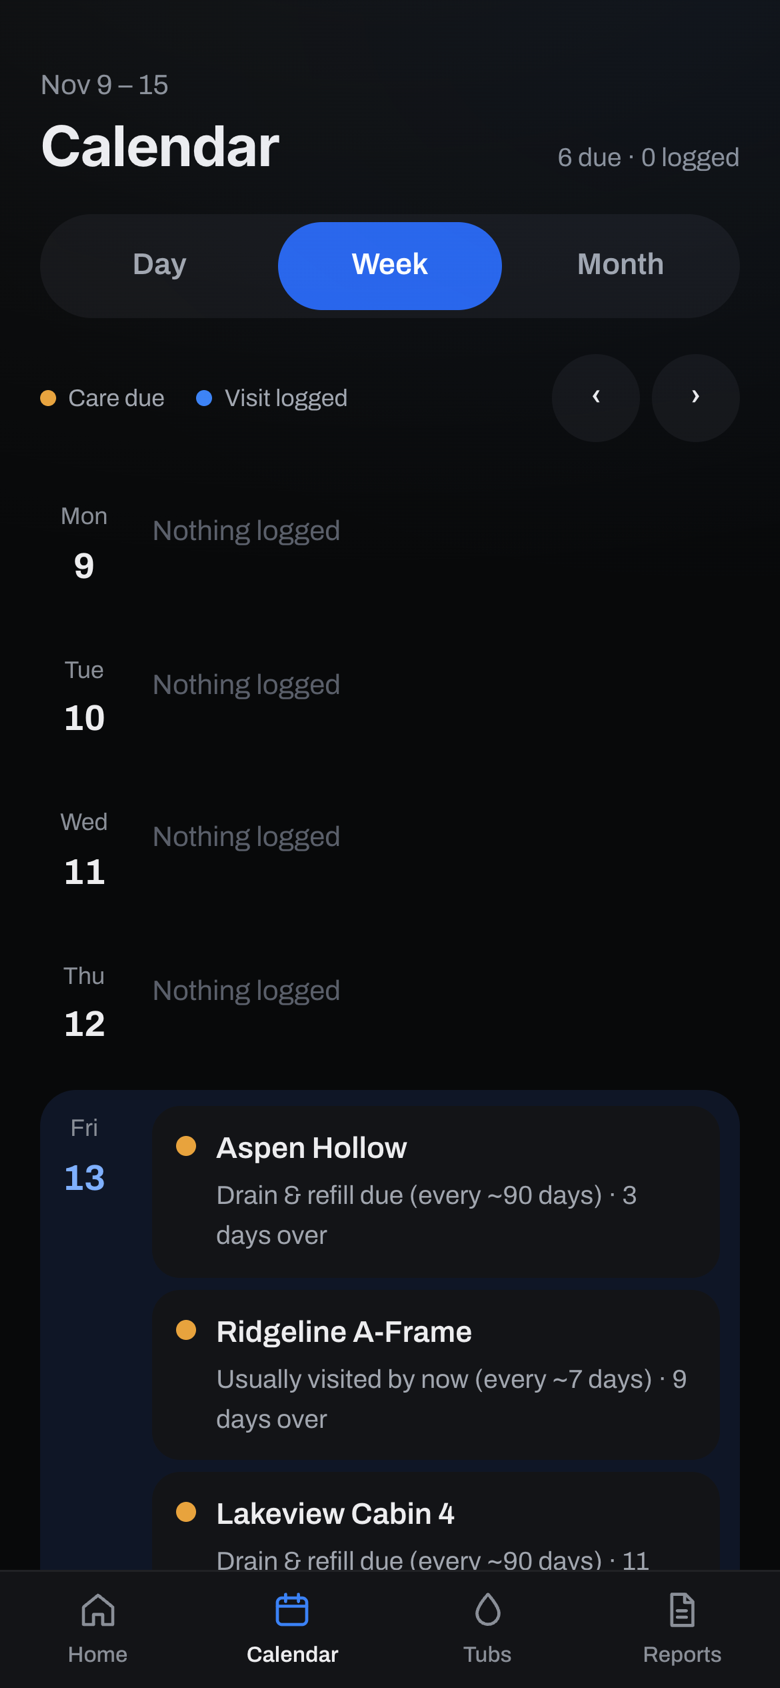 Nov 9 – 15
Calendar
6 due · 0 logged
Day
Week
Month
Care due
Visit logged
‹
›
Mon
9
Nothing logged
Tue
10
Nothing logged
Wed
11
Nothing logged
Thu
12
Nothing logged
Fri
13
Aspen Hollow
Drain & refill due (every ~90 days) · 3
days over
Ridgeline A-Frame
Usually visited by now (every ~7 days) · 9
days over
Lakeview Cabin 4
Drain & refill due (every ~90 days) · 11
Home
Calendar
Tubs
Reports